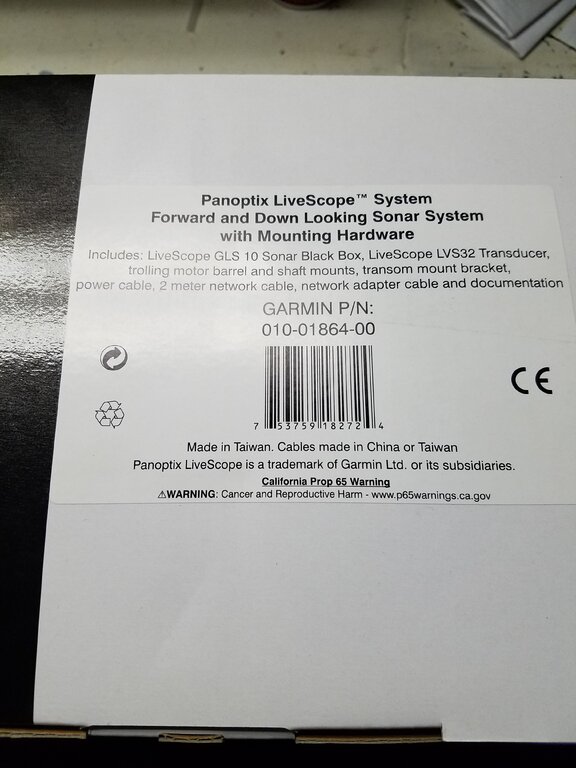 Panoptix LiveScope™ System
Forward and Down Looking Sonar System
with Mounting Hardware
Includes: LiveScope GLS 10 Sonar Black Box, LiveScope LVS32 Transducer,
trolling motor barrel and shaft mounts, transom mount bracket,
power cable, 2 meter network cable, network adapter cable and documentation
GARMIN P/N:
010-01864-00
CE
7 53759 18272 4
Made in Taiwan. Cables made in China or Taiwan
Panoptix LiveScope is a trademark of Garmin Ltd. or its subsidiaries.
California Prop 65 Warning
⚠WARNING: Cancer and Reproductive Harm - www.p65warnings.ca.gov